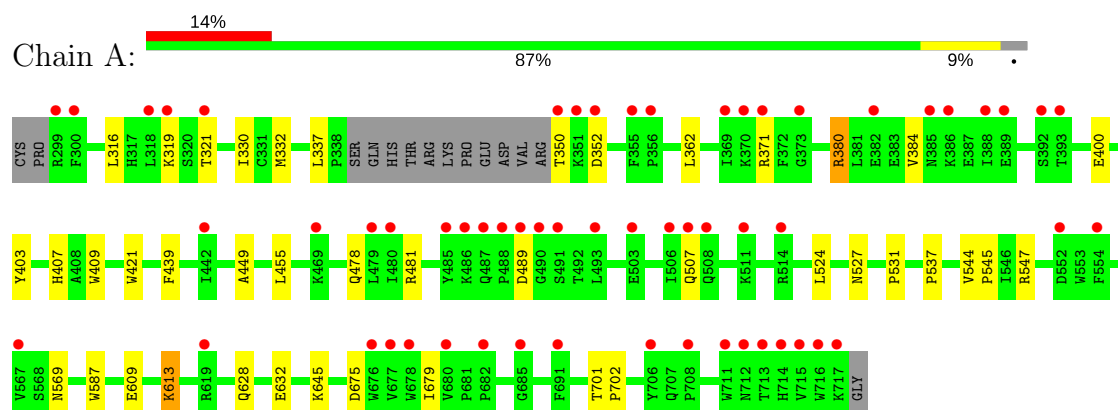 14%
Chain A:
87%
9%
CYS PRO R299 F300 L316 H317 L318 K319 S320 T321 I330 C331 M332 L337 P338 SER GLN HIS THR ARG LYS PRO GLU ASP VAL ARG T350 K351 D352 F355 P356 L362 I369 K370 R371 F372 G373 R380 L381 E382 E383 V384 N385 K386 E387 I388 E389 S392 T393 E400
Y403 H407 A408 W409 W421 F439 I442 A449 L455 K469 Q478 L479 I480 R481 Y485 K486 Q487 P488 D489 G490 S491 T492 L493 E503 I506 Q507 Q508 K511 R514 L524 N527 P531 P537 V544 P545 I546 R547 D552 W553 F554
V567 S568 N569 W587 E609 K613 R619 Q628 E632 K645 D675 W676 V677 W678 I679 V680 P681 P682 G685 F691 T701 P702 Y706 Q707 P708 W711 N712 T713 H714 V715 W716 K717 GLY